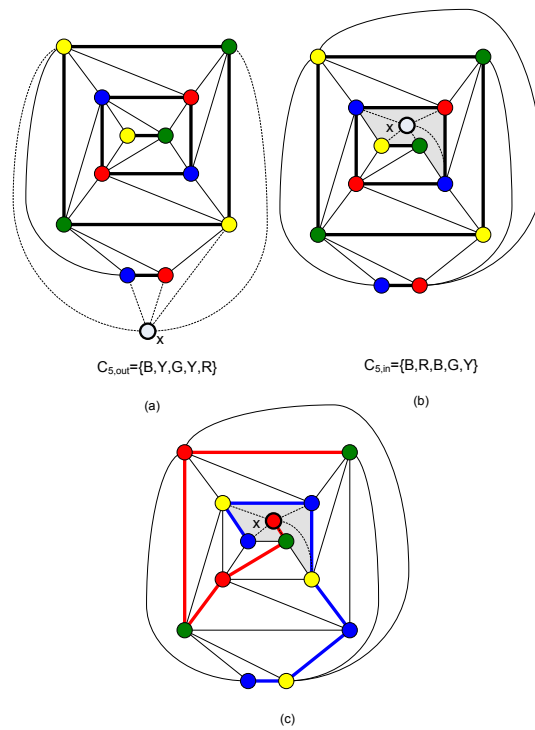 x
x
C5,out={B,Y,G,Y,R}
C5,in={B,R,B,G,Y}
(a)
(b)
x
(c)